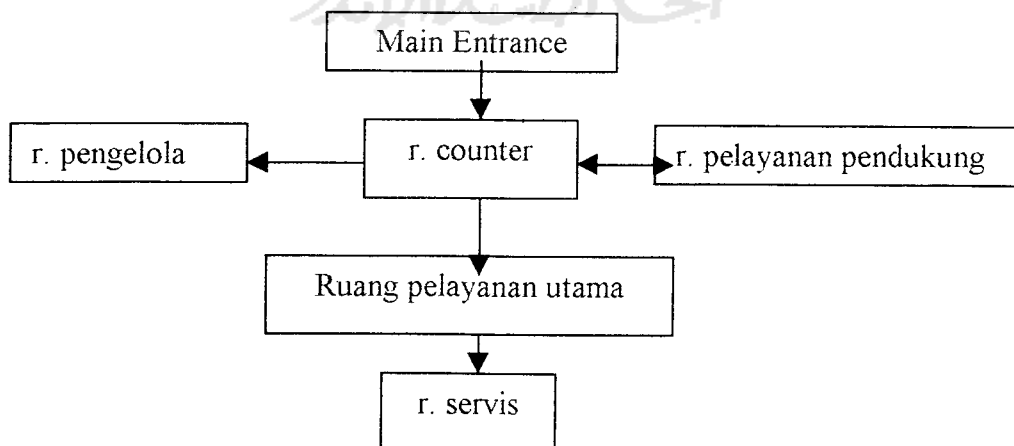 Main Entrance
r. pengelola
r. counter
r. pelayanan pendukung
Ruang pelayanan utama
r. servis